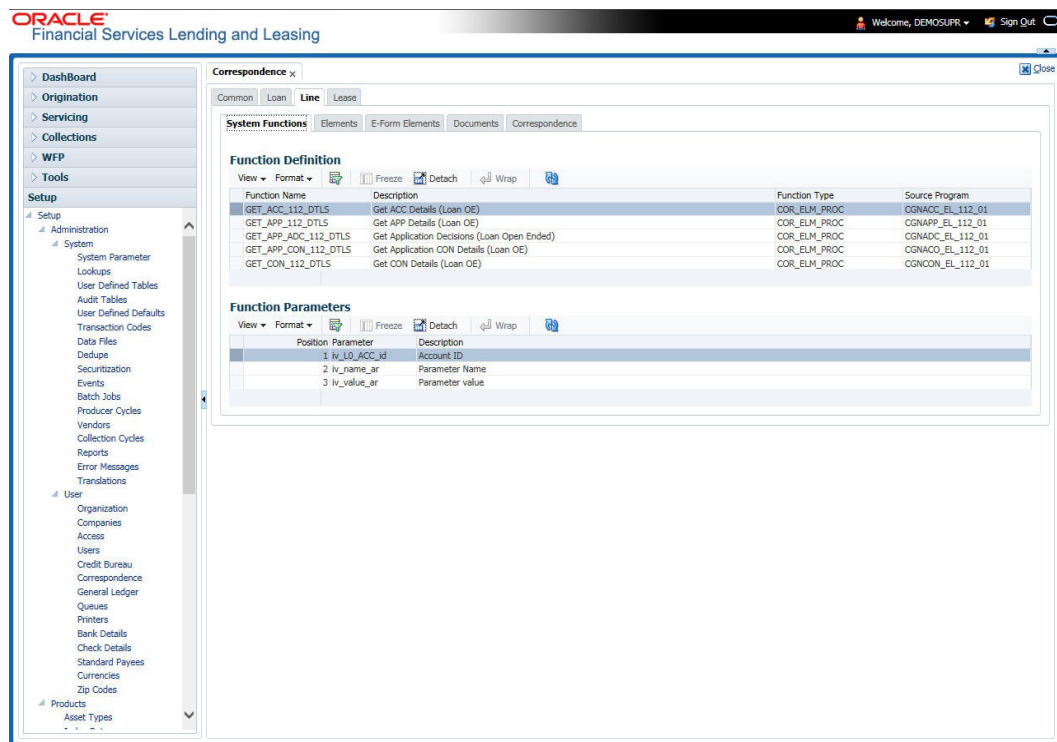 ORACLE
Financial Services Lending and Leasing
Welcome, DEMOSUPR
Sign Out
Close
DashBoard
Origination
Servicing
Collections
WFP
Tools
Setup
Setup
Administration
System
System Parameter
Lookups
User Defined Tables
Audit Tables
User Defined Defaults
Transaction Codes
Data Files
Dedupe
Securitization
Events
Batch Jobs
Producer Cycles
Vendors
Collection Cycles
Reports
Error Messages
Translations
User
Organization
Companies
Access
Users
Credit Bureau
Correspondence
General Ledger
Queues
Printers
Bank Details
Check Details
Standard Payees
Currencies
Zip Codes
Products
Asset Types
Correspondence x
Common Loan Line Lease
System Functions Elements E-Form Elements Documents Correspondence
Function Definition
View Format Freeze Detach Wrap
Function Name Description Function Type Source Program
GET_ACC_112_DTLS Get ACC Details (Loan OE) COR_ELM_PROC CGNACC_EL_112_01
GET_APP_112_DTLS Get APP Details (Loan OE) COR_ELM_PROC CGNAPP_EL_112_01
GET_APP_ADC_112_DTLS Get Application Decisions (Loan Open Ended) COR_ELM_PROC CGNADC_EL_112_01
GET_APP_CON_112_DTLS Get Application CON Details (Loan OE) COR_ELM_PROC CGNACO_EL_112_01
GET_CON_112_DTLS Get CON Details (Loan OE) COR_ELM_PROC CGNCON_EL_112_01
Function Parameters
View Format Freeze Detach Wrap
Position Parameter Description
1 iv_L0_ACC_id Account ID
2 iv_name_ar Parameter Name
3 iv_value_ar Parameter value